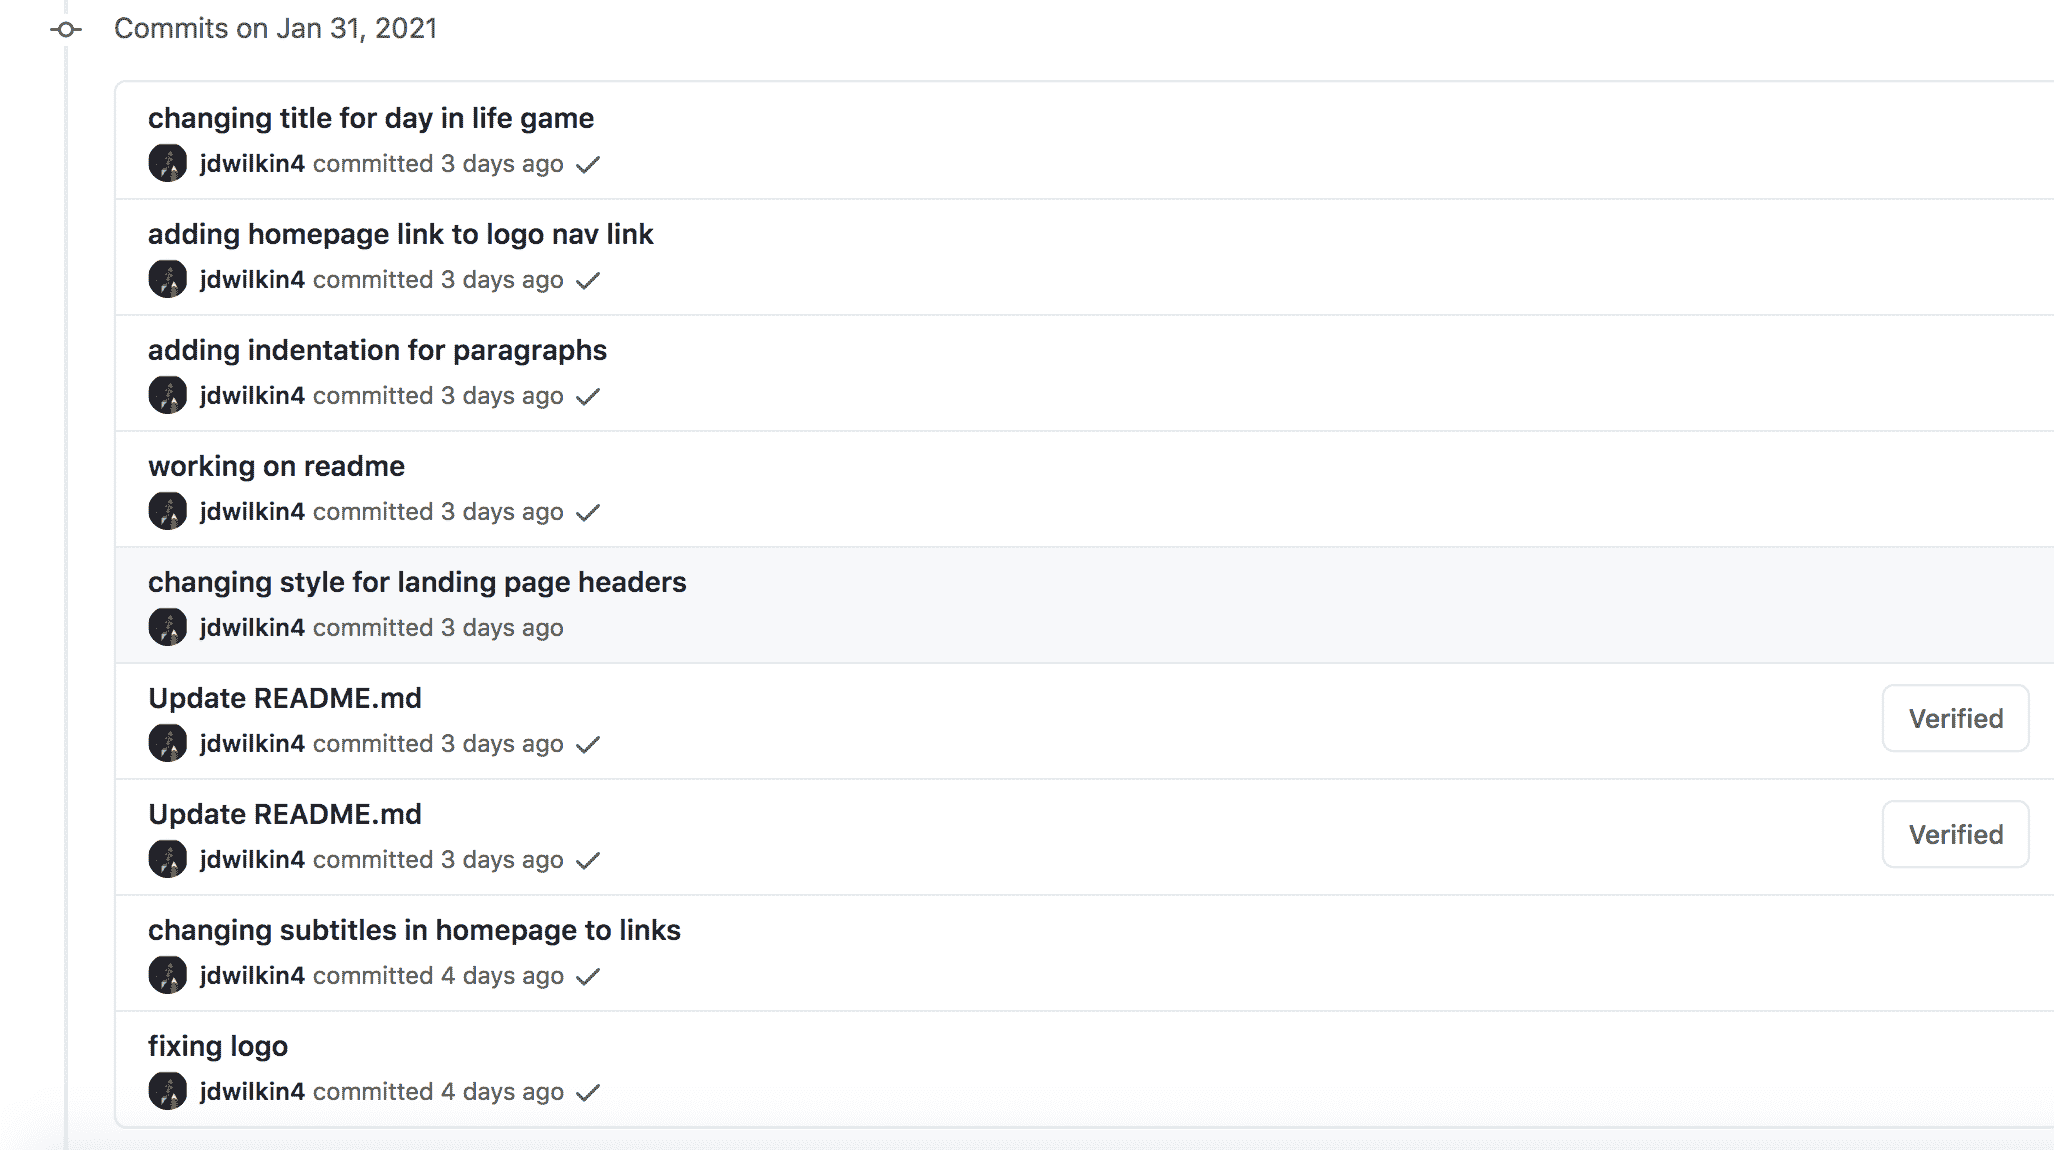 Commits on Jan 31, 2021
changing title for day in life game
jdwilkin4 committed 3 days ago
adding homepage link to logo nav link
jdwilkin4 committed 3 days ago
adding indentation for paragraphs
jdwilkin4 committed 3 days ago
working on readme
jdwilkin4 committed 3 days ago
changing style for landing page headers
jdwilkin4 committed 3 days ago
Update README.md
jdwilkin4 committed 3 days ago
Verified
Update README.md
jdwilkin4 committed 3 days ago
Verified
changing subtitles in homepage to links
jdwilkin4 committed 4 days ago
fixing logo
jdwilkin4 committed 4 days ago